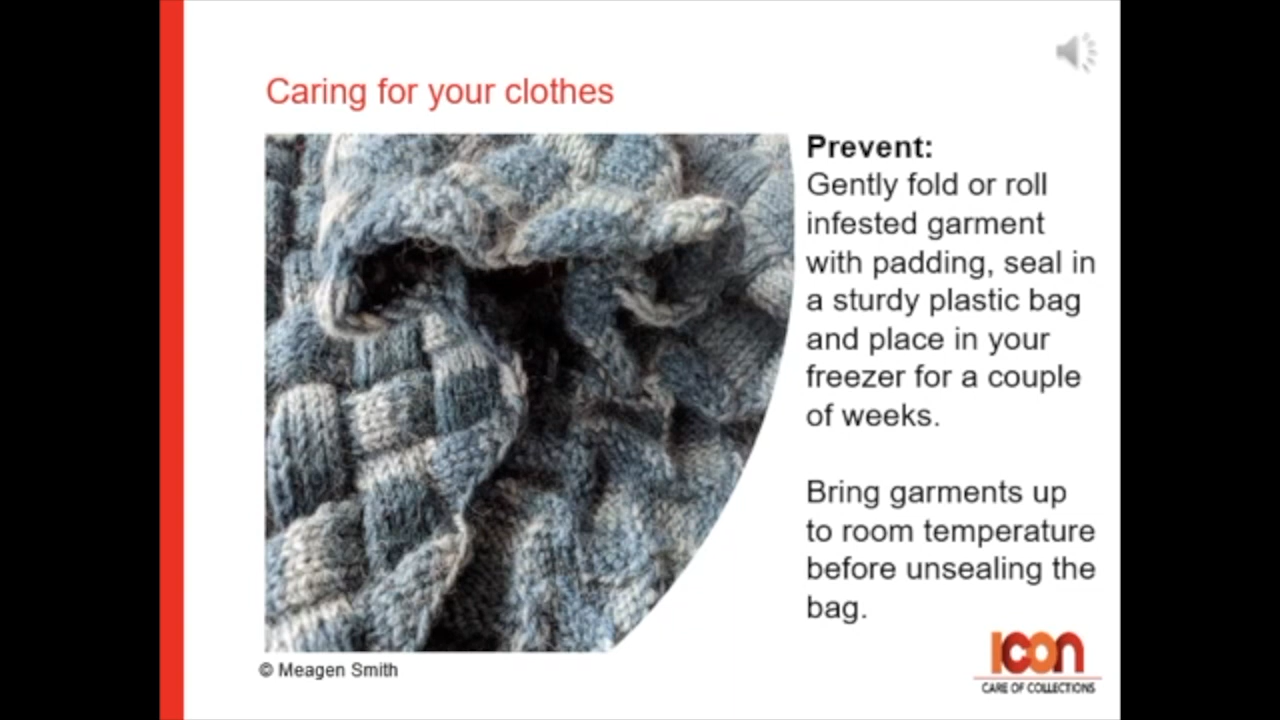 Caring for your clothes
Prevent:
Gently fold or roll
infested garment
with padding, seal in
a sturdy plastic bag
and place in your
freezer for a couple
of weeks.
Bring garments up
to room temperature
before unsealing the
bag.
© Meagen Smith
Icon
CARE OF COLLECTIONS